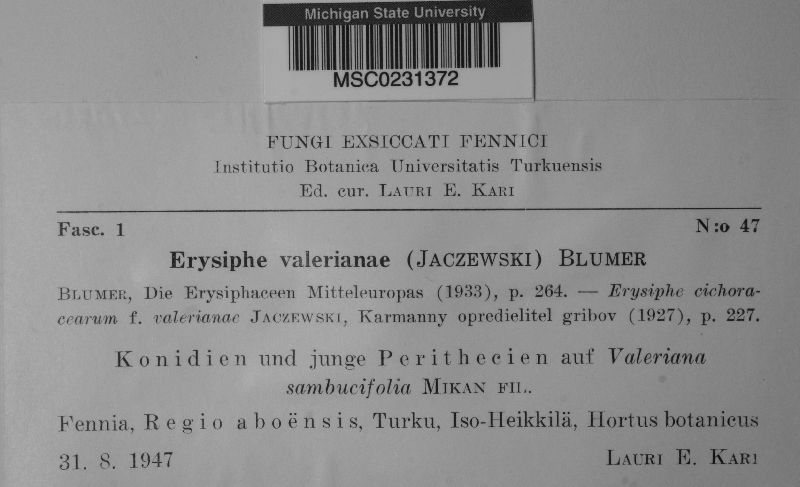 Michigan State University
MSC0231372
FUNGI EXSICCATI FENNICI
Institutio Botanica Universitatis Turkuensis
Ed. cur. LAURI E. KARI
Fasc. 1 N:o 47
Erysiphe valerianae (JACZEWSKI) BLUMER
BLUMER, Die Erysiphaceen Mitteleuropas (1933), p. 264. — Erysiphe cichora-
cearum f. valerianae JACZEWSKI, Karmanny opredielitel gribov (1927), p. 227.
Konidien und junge Perithecien auf Valeriana
sambucifolia MIKAN FIL..
Fennia, Regio aboënsis, Turku, Iso-Heikkilä, Hortus botanicus
31. 8. 1947 LAURI E. KARI